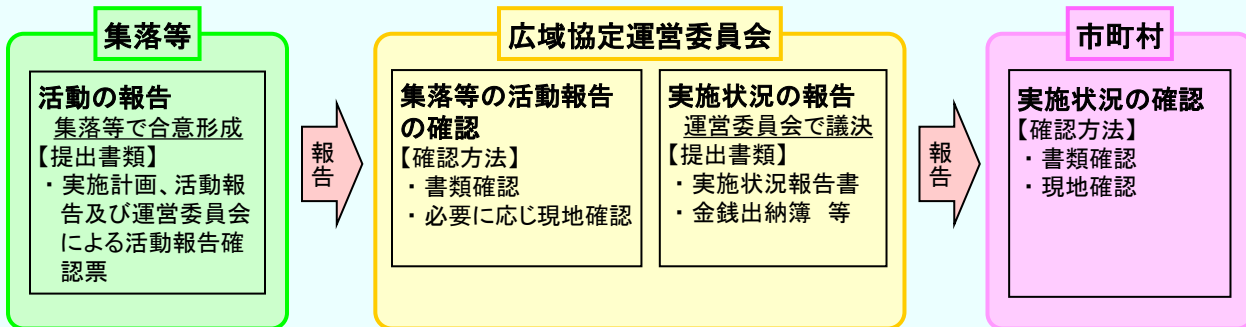 集落等
活動の報告
集落等で合意形成
【提出書類】
・実施計画、活動報
告及び運営委員会
による活動報告確
認票
報告
広域協定運営委員会
集落等の活動報告
の確認
【確認方法】
・書類確認
・必要に応じ現地確認
実施状況の報告
運営委員会で議決
【提出書類】
・実施状況報告書
・金銭出納簿　等
報告
市町村
実施状況の確認
【確認方法】
・書類確認
・現地確認